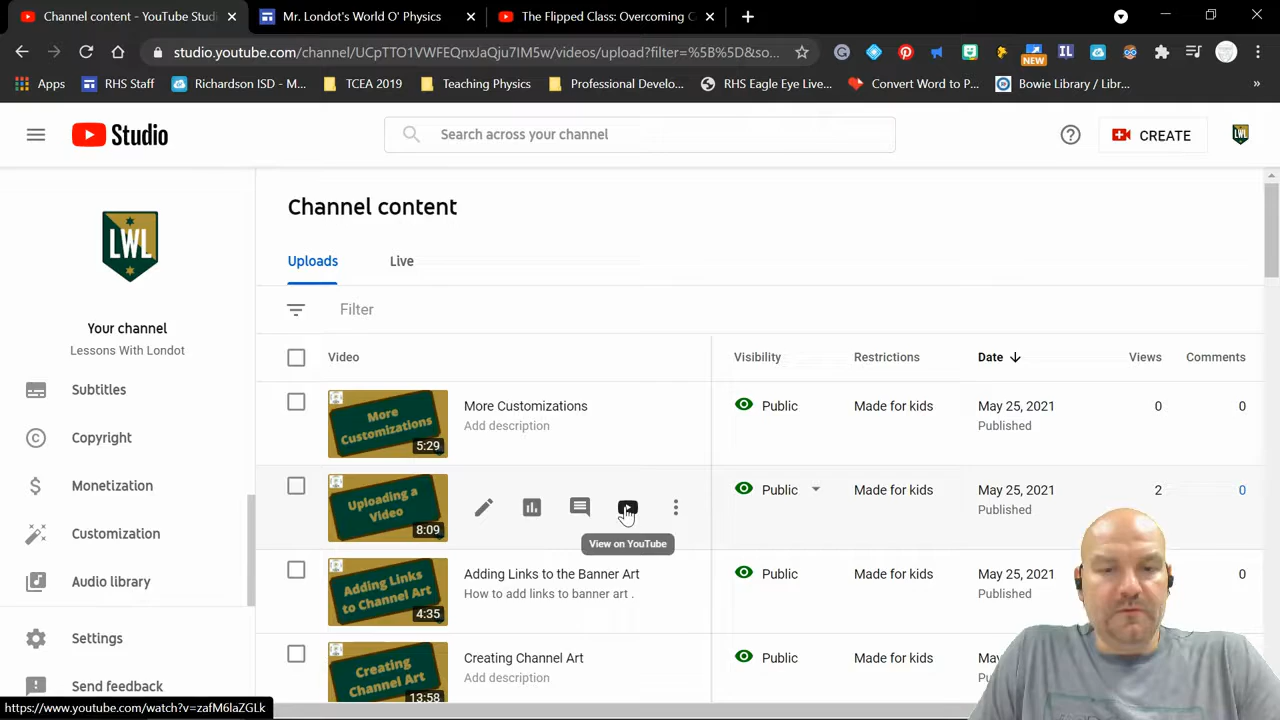 Channel content - YouTube Studi
Mr. Londot's World O' Physics
The Flipped Class: Overcoming C
studio.youtube.com/channel/UCpTTO1VWFEQnxJaQju7IM5w/videos/upload?filter=%5B%5D&so...
NEW
Apps
RHS Staff
Richardson ISD - M...
TCEA 2019
Teaching Physics
Professional Develo...
RHS Eagle Eye Live...
Convert Word to P...
Bowie Library / Libr...
»
Studio
Search across your channel
CREATE
LWL
LWL
Your channel
Lessons With Londot
Subtitles
Copyright
Monetization
Customization
Audio library
Settings
Send feedback
Channel content
Uploads
Live
Filter
Video
Visibility
Restrictions
Date
Views
Comments
More
Customizations
5:29
More Customizations
Add description
Public
Made for kids
May 25, 2021
Published
0
0
Uploading a
Video
8:09
View on YouTube
Public
Made for kids
May 25, 2021
Published
2
0
Adding Links
to Channel Art
4:35
Adding Links to the Banner Art
How to add links to banner art .
Public
Made for kids
May 25, 2021
Published
0
Creating
Channel Art
13:58
Creating Channel Art
Add description
Public
Made for kids
https://www.youtube.com/watch?v=zafM6laZGLk